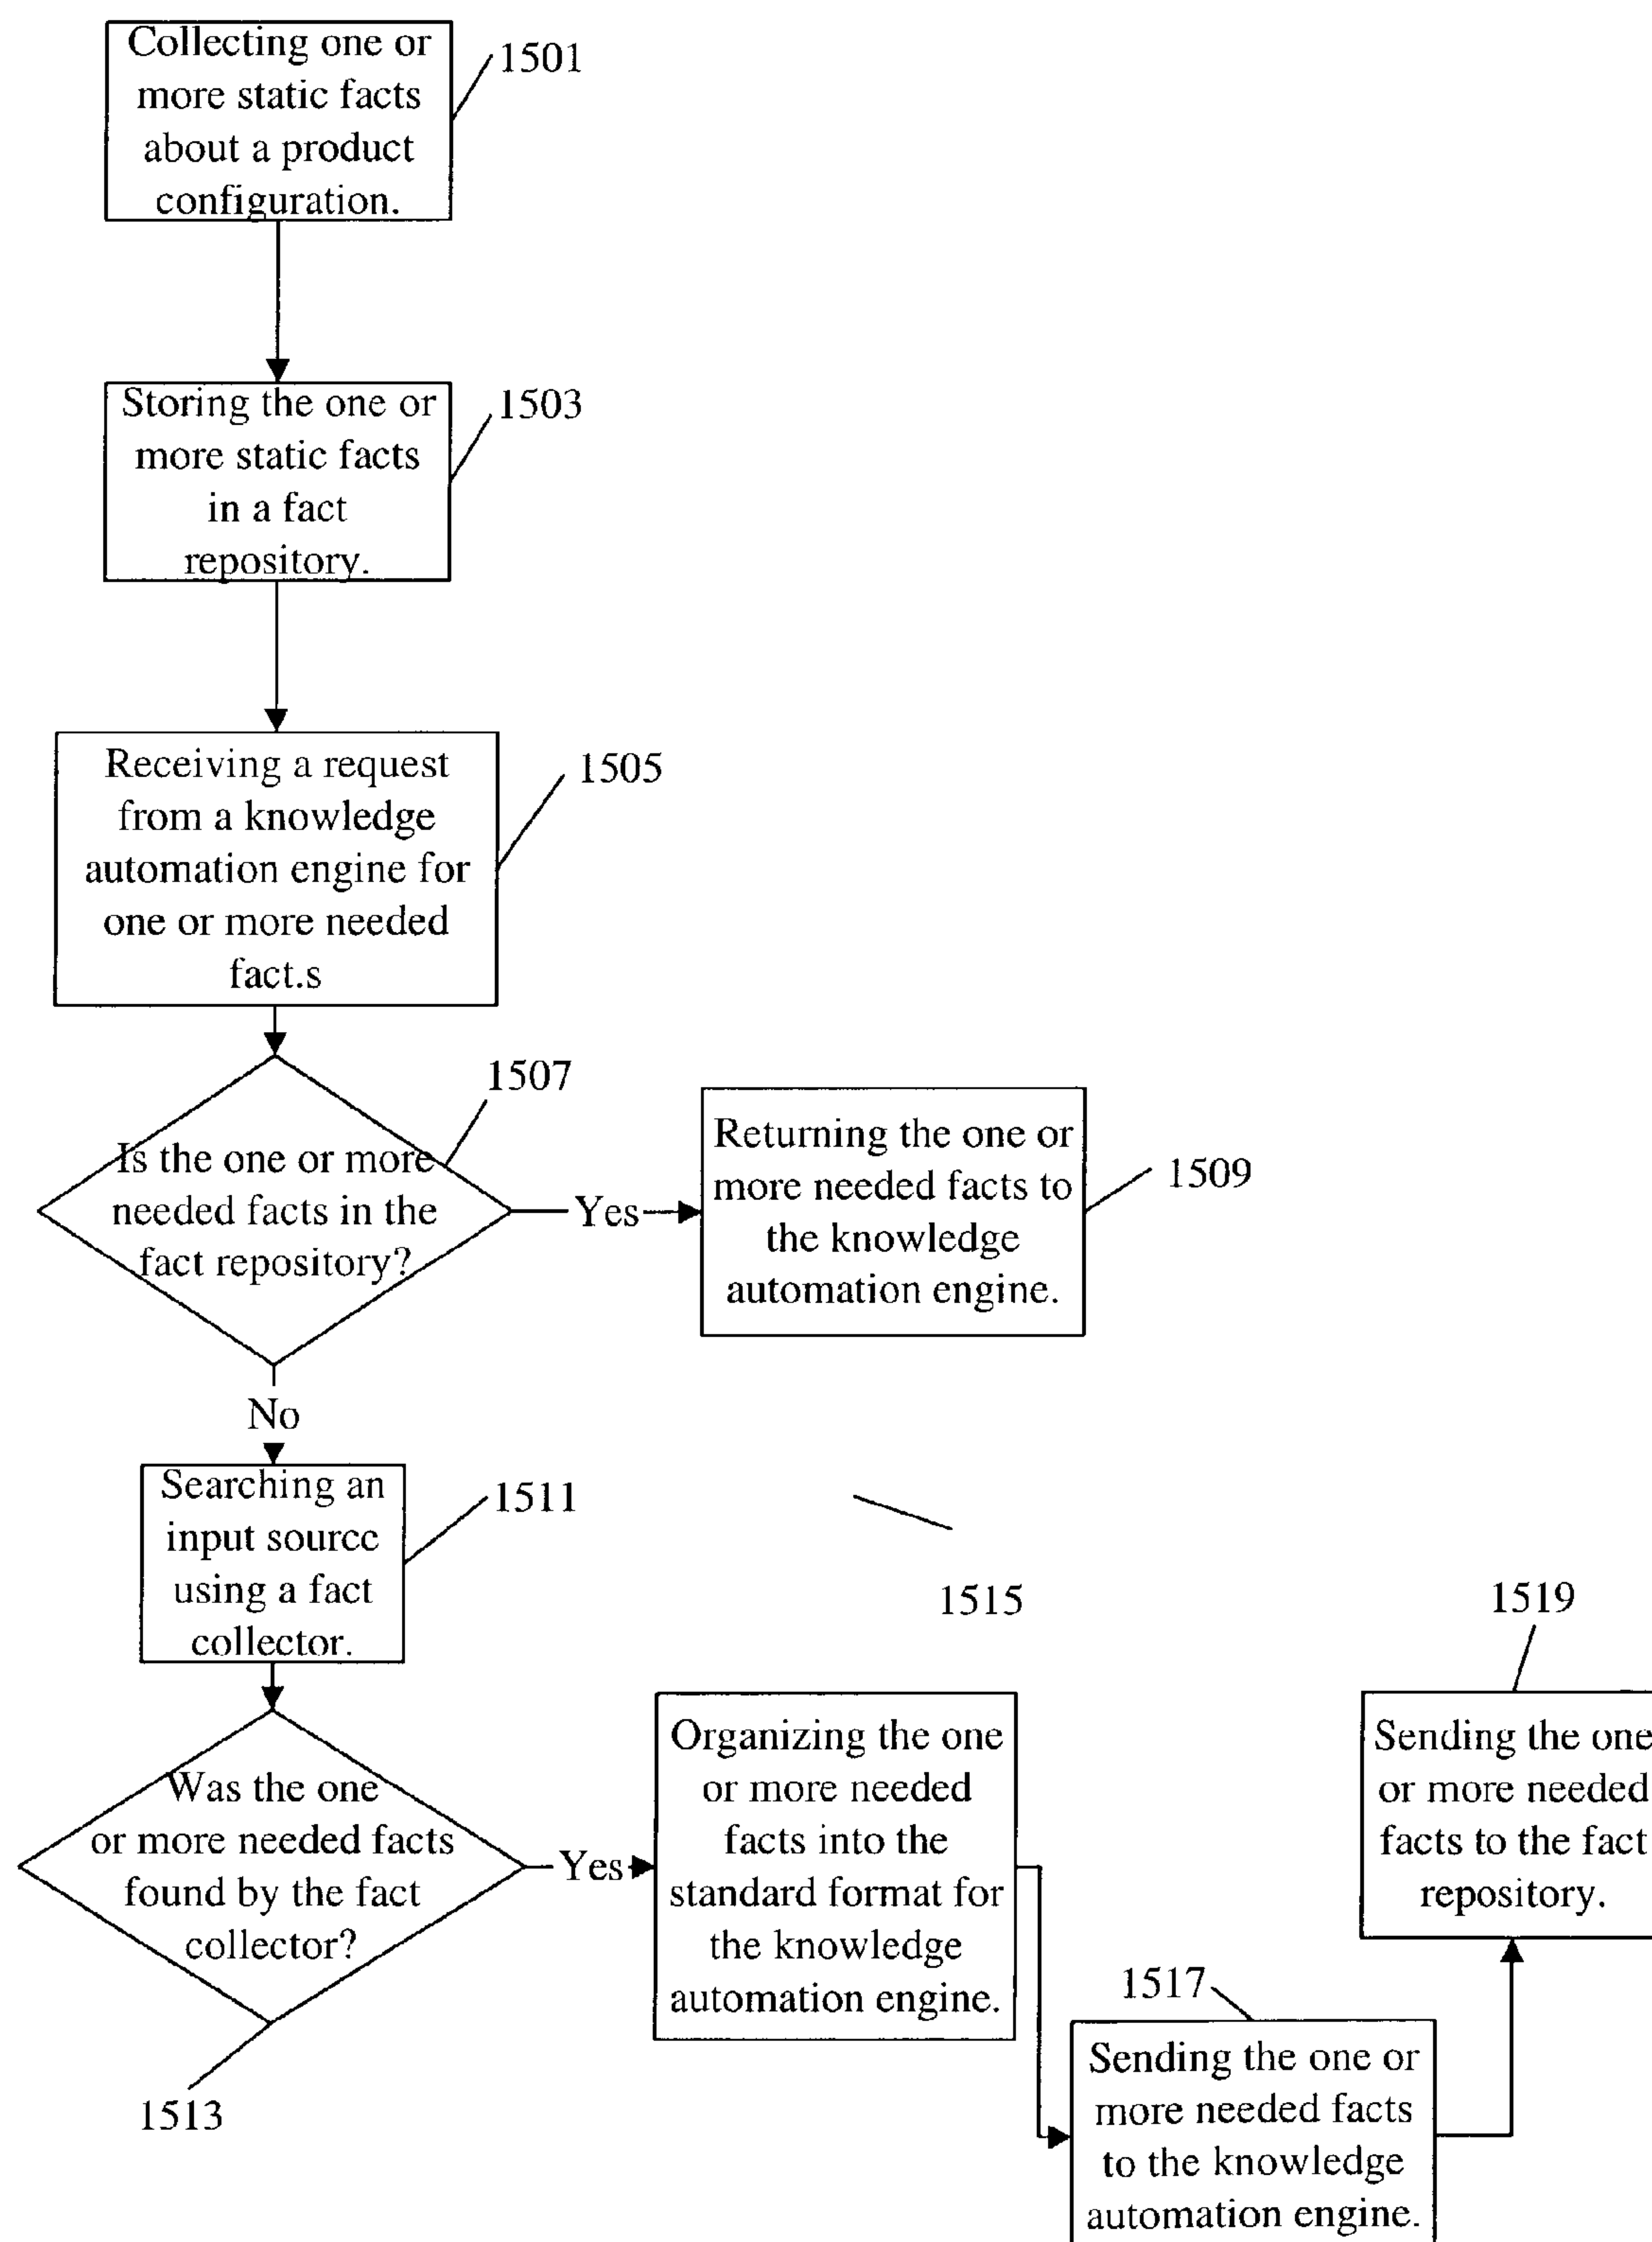 Collecting one or
more static facts
about a product
configuration.
1501
Storing the one or
more static facts
in a fact
repository.
1503
Receiving a request
from a knowledge
automation engine for
one or more needed
fact.s
1505
1507
Is the one or more
needed facts in the
fact repository?
Yes
Returning the one or
more needed facts to
the knowledge
automation engine.
1509
No
Searching an
input source
using a fact
collector.
1511
Was the one
or more needed facts
found by the fact
collector?
1513
Yes
1515
Organizing the one
or more needed
facts into the
standard format for
the knowledge
automation engine.
1517
Sending the one or
more needed facts
to the knowledge
automation engine.
1519
Sending the one
or more needed
facts to the fact
repository.